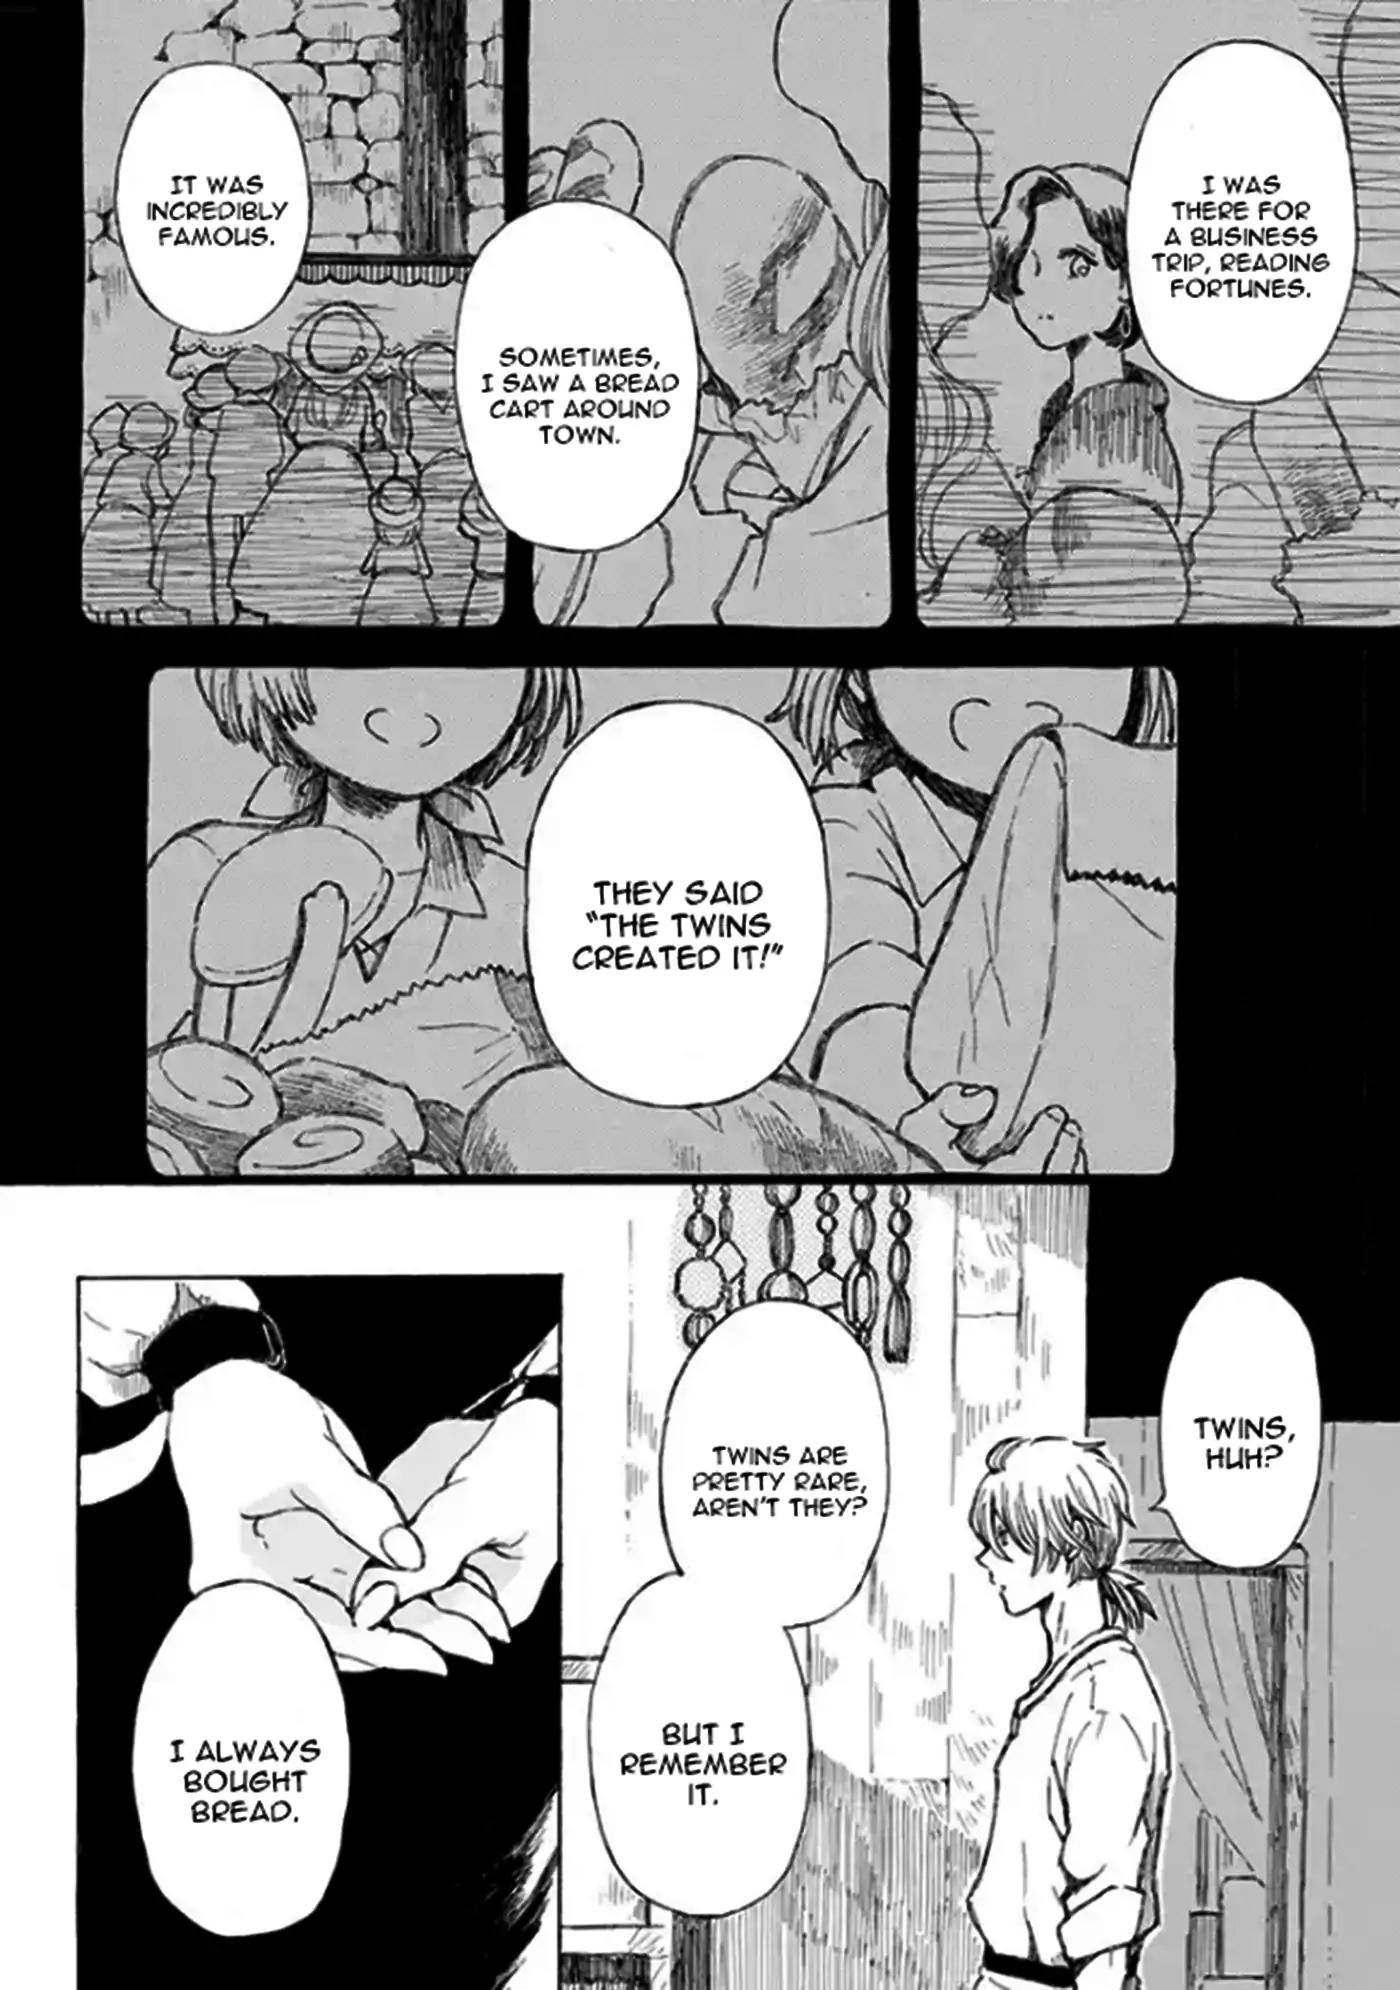 I WAS
THERE FOR
A BUSINESS
TRIP, READING
FORTUNES.
SOMETIMES,
I SAW A BREAD
CART AROUND
TOWN.
IT WAS
INCREDIBLY
FAMOUS.
THEY SAID
"THE TWINS
CREATED IT!"
TWINS,
HUH?
TWINS ARE
PRETTY RARE,
AREN'T THEY?
BUT I
REMEMBER
IT.
I ALWAYS
BOUGHT
BREAD.